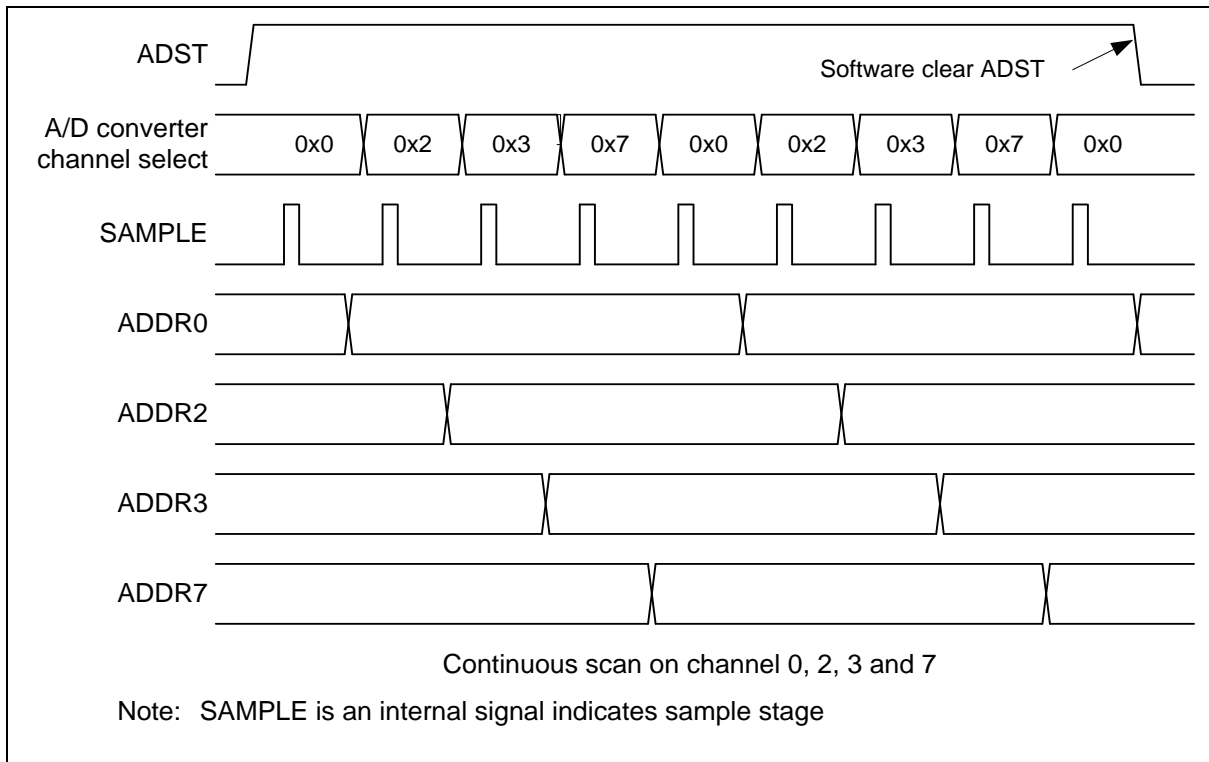 ADST
Software clear ADST
A/D converter
channel select
0x0 0x2 0x3 0x7 0x0 0x2 0x3 0x7 0x0
SAMPLE
ADDR0
ADDR2
ADDR3
ADDR7
Continuous scan on channel 0, 2, 3 and 7
Note: SAMPLE is an internal signal indicates sample stage